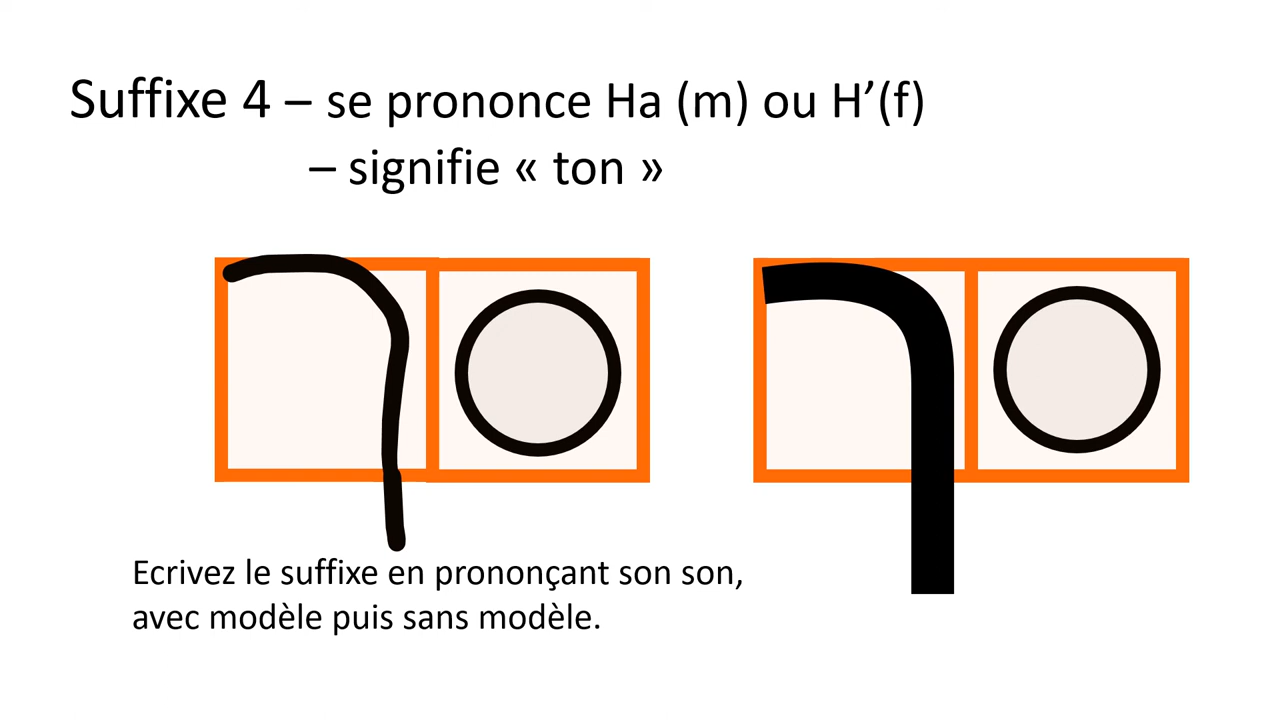 Suffixe 4 – se prononce Ha (m) ou H’(f)
– signifie « ton »
ך
ך
Ecrivez le suffixe en prononçant son son,
avec modèle puis sans modèle.